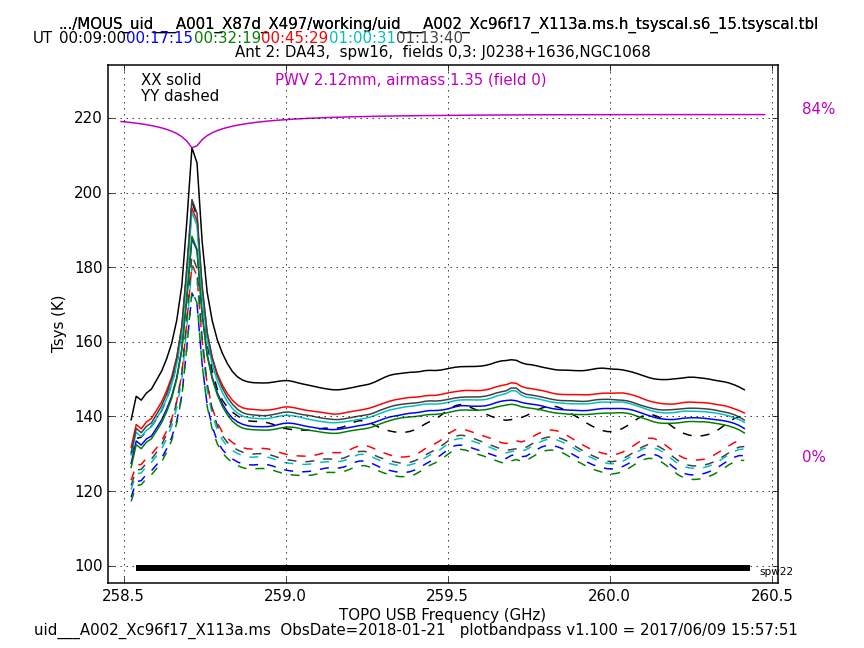 ../MOUS_uid___A001_X87d_X497/working/uid___A002_Xc96f17_X113a.ms.h_tsyscal.s6_15.tsyscal.tbl
UT 00:09:00 00:17:15 00:32:19 00:45:29 01:00:31 01:13:40
Ant 2: DA43, spw16, fields 0,3: J0238+1636,NGC1068
XX solid
PWV 2.12mm, airmass 1.35 (field 0)
YY dashed
84%
0%
220
200
180
160
140
120
100
Tsys (K)
spw22
258.5 259.0 259.5 260.0 260.5
TOPO USB Frequency (GHz)
uid___A002_Xc96f17_X113a.ms ObsDate=2018-01-21 plotbandpass v1.100 = 2017/06/09 15:57:51